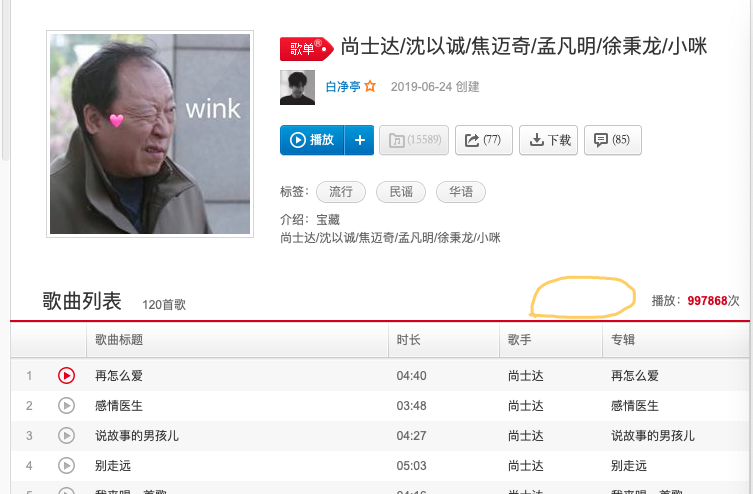 歌单®
尚士达/沈以诚/焦迈奇/孟凡明/徐秉龙/小咪
wink
白净亭 2019-06-24 创建
播放 + (15589) (77) 下载 (85)
标签： 流行 民谣 华语
介绍：宝藏
尚士达/沈以诚/焦迈奇/孟凡明/徐秉龙/小咪
歌曲列表 120首歌 播放：997868次
歌曲标题 时长 歌手 专辑
1 再怎么爱 04:40 尚士达 再怎么爱
2 感情医生 03:48 尚士达 感情医生
3 说故事的男孩儿 04:27 尚士达 说故事的男孩儿
4 别走远 05:03 尚士达 别走远